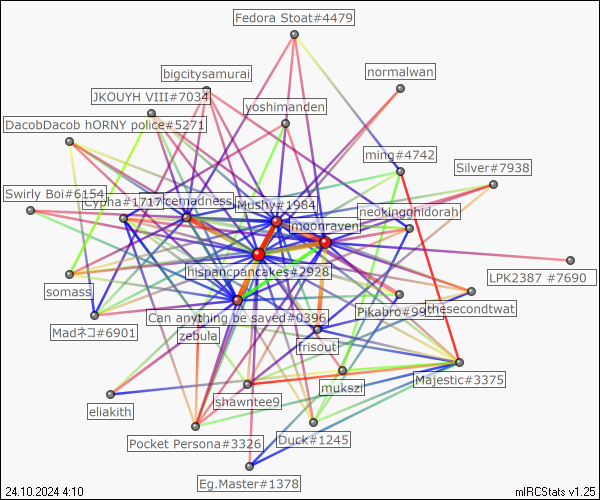 Fedora Stoat#4479
bigcitysamurai
normalwan
JKOUYH VIII#7034
yoshimanden
DacobDacob hORNY police#5271
ming#4742
Silver#7938
Swirly Boi#6154
Cypha#1717
icemadness
Mushy#1984
neokingghidorah
moonraven
hispancpancakes#2928
LPK2387 #7690
somass
thesecondtwat
Can anything be saved#0396
Madネコ#6901
zebula
frisout
Majestic#3375
mukszi
shawntee9
eliakith
Pocket Persona#3326
Duck#1245
Eg.Master#1378
24.10.2024 4:10
mIRCStats v1.25